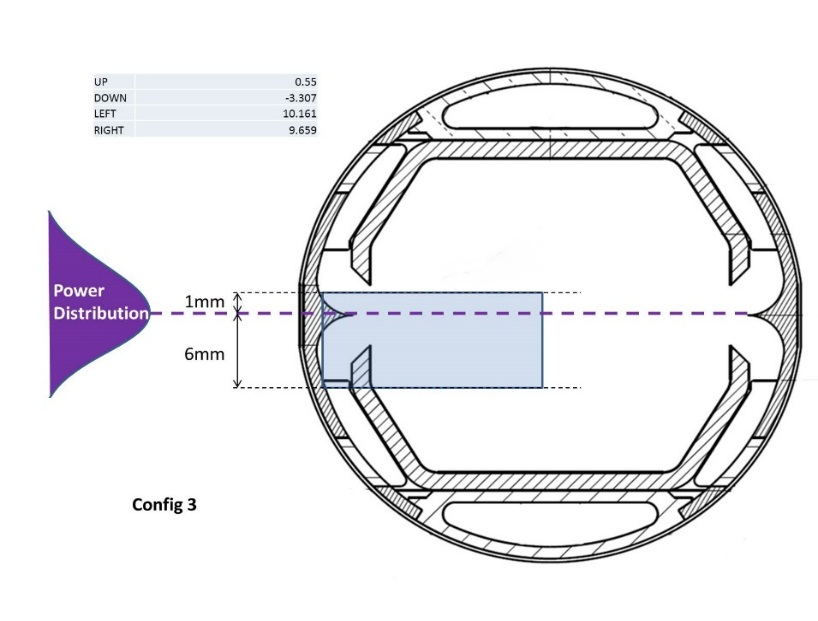 UP 0.55
DOWN -3.307
LEFT 10.161
RIGHT 9.659
Power
Distribution
1mm
6mm
Config 3